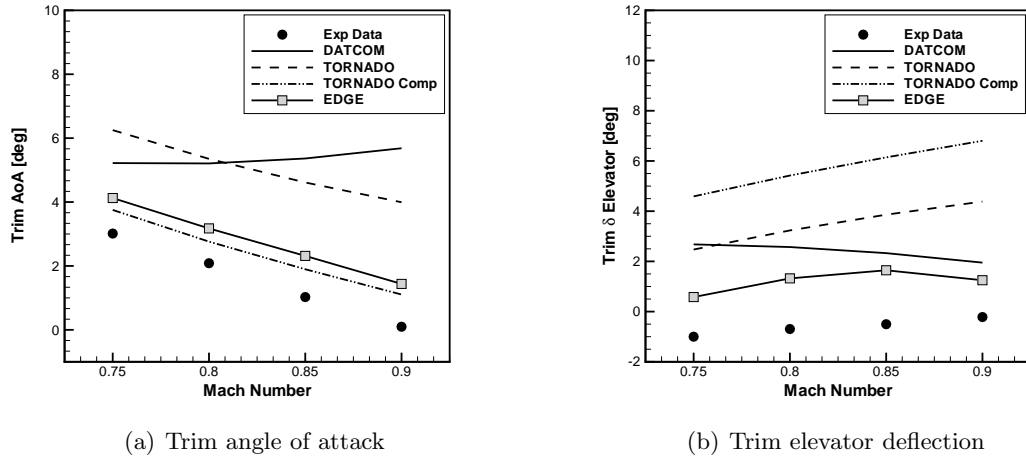 10
8
6
4
2
0
Trim AoA [deg]
Exp Data
DATCOM
TORNADO
TORNADO Comp
EDGE
0.75
0.8
0.85
0.9
Mach Number
(a) Trim angle of attack
12
10
8
6
4
2
0
-2
Trim δ Elevator [deg]
Exp Data
DATCOM
TORNADO
TORNADO Comp
EDGE
0.75
0.8
0.85
0.9
Mach Number
(b) Trim elevator deflection